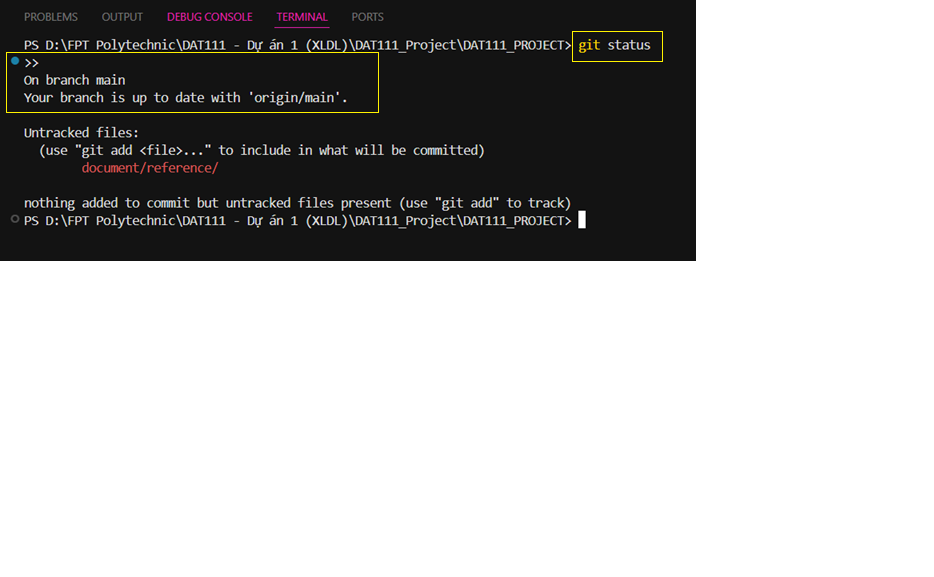 PROBLEMS OUTPUT DEBUG CONSOLE TERMINAL PORTS
PS D:\FPT Polytechnic\DAT111 - Dự án 1 (XLDL)\DAT111_Project\DAT111_PROJECT> git status
>>
On branch main
Your branch is up to date with 'origin/main'.
Untracked files:
(use "git add <file>..." to include in what will be committed)
document/reference/
nothing added to commit but untracked files present (use "git add" to track)
PS D:\FPT Polytechnic\DAT111 - Dự án 1 (XLDL)\DAT111_Project\DAT111_PROJECT>